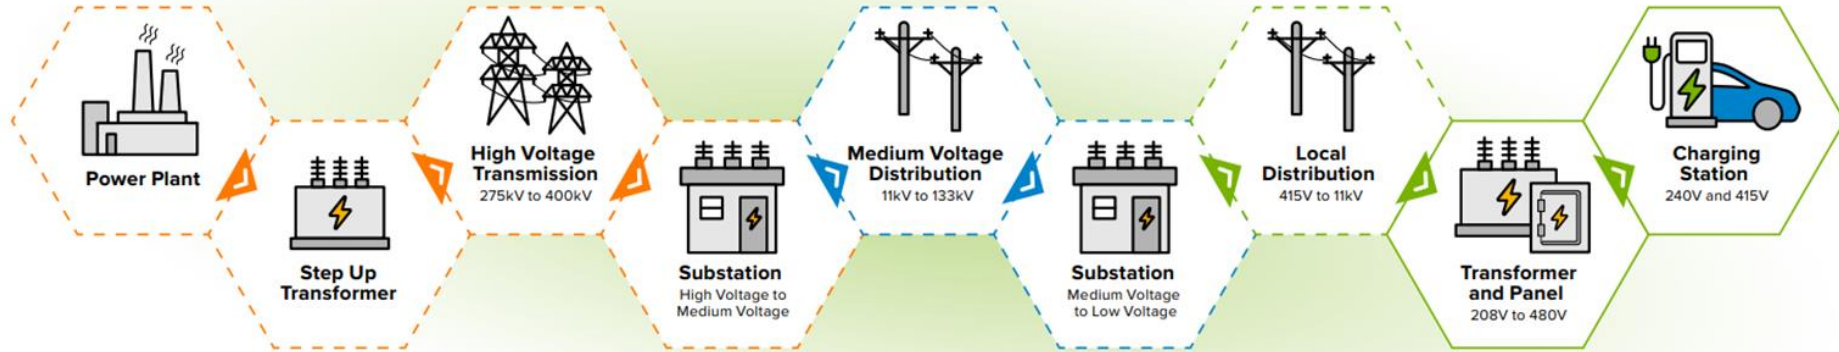 Power Plant
Step Up
Transformer
High Voltage
Transmission
275kV to 400kV
Substation
High Voltage to
Medium Voltage
Medium Voltage
Distribution
11kV to 133kV
Substation
Medium Voltage
to Low Voltage
Local
Distribution
415V to 11kV
Transformer
and Panel
208V to 480V
Charging
Station
240V and 415V